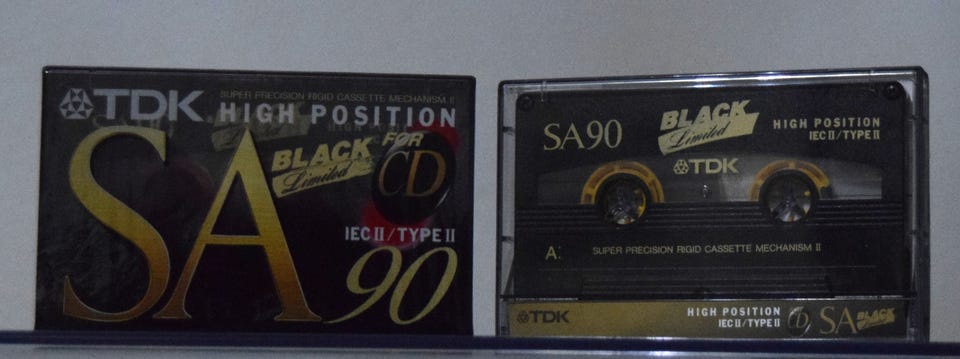 TDK SUPER PRECISION RIGID CASSETTE MECHANISM II
HIGH POSITION
SA
BLACK FOR
Limited CD
IEC II / TYPE II
90
SA90
BLACK
Limited
HIGH POSITION
IEC II / TYPE II
TDK
A: SUPER PRECISION RIGID CASSETTE MECHANISM II
TDK
HIGH POSITION
IEC II / TYPE II
CD
SA
BLACK
Limited